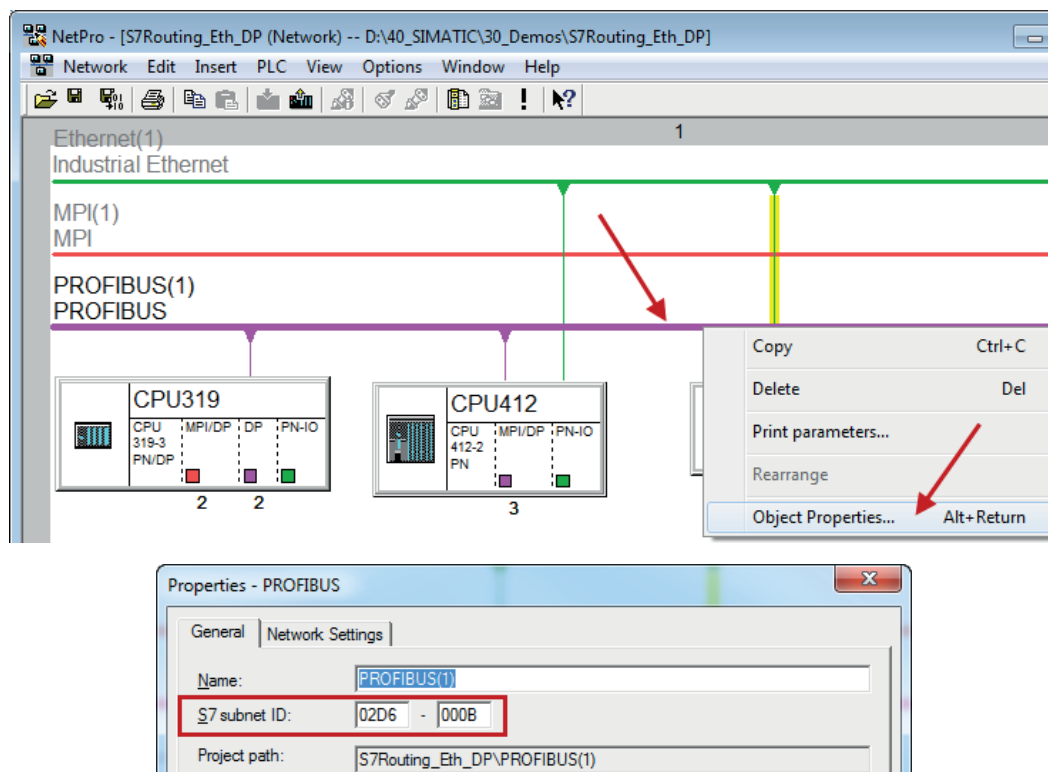 NetPro - [S7Routing_Eth_DP (Network) -- D:\40_SIMATIC\30_Demos\S7Routing_Eth_DP]
Network Edit Insert PLC View Options Window Help
1
Ethernet(1)
Industrial Ethernet
MPI(1)
MPI
PROFIBUS(1)
PROFIBUS
CPU319
CPU 319-3 PN/DP
MPI/DP
DP
PN-IO
2 2
CPU412
CPU 412-2 PN
MPI/DP
PN-IO
3
Copy Ctrl+C
Delete Del
Print parameters...
Rearrange
Object Properties... Alt+Return
Properties - PROFIBUS
General Network Settings
Name: PROFIBUS(1)
S7 subnet ID: 02D6 - 000B
Project path: S7Routing_Eth_DP\PROFIBUS(1)